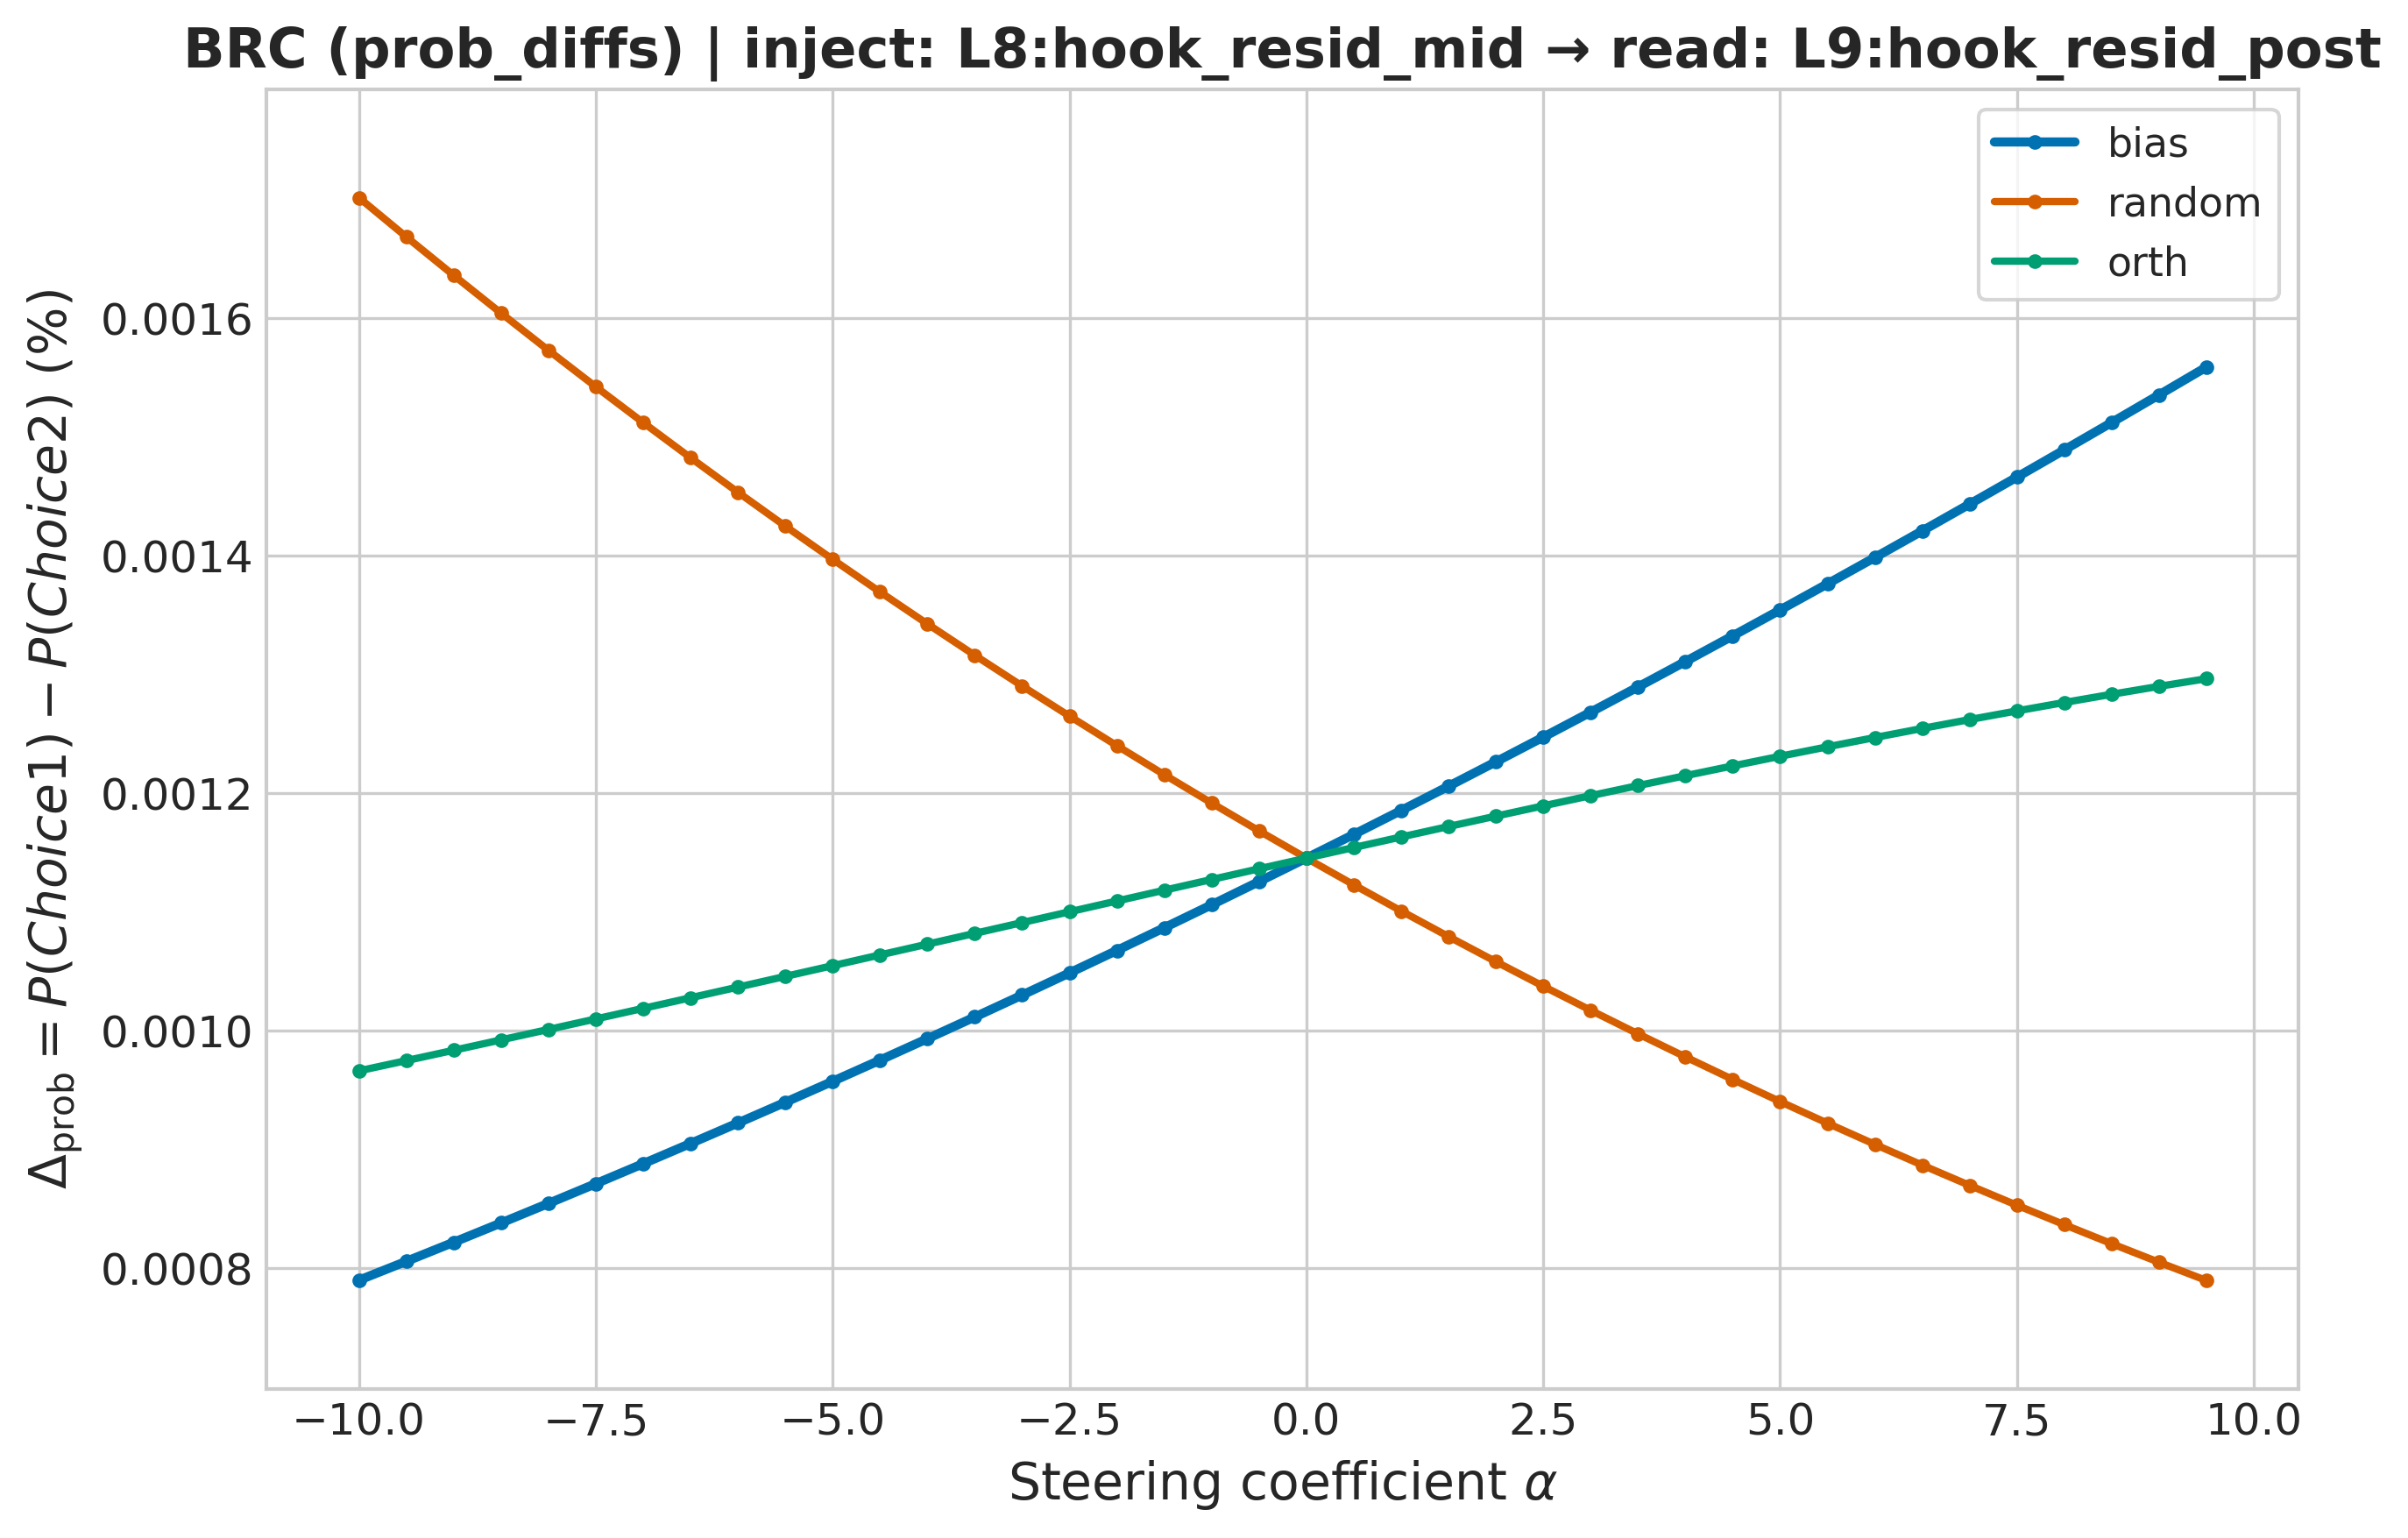 BRC (prob_diffs) | inject: L8:hook_resid_mid → read: L9:hook_resid_post
bias
random
orth
Δprob = P(Choice1) − P(Choice2) (%)
0.0016
0.0014
0.0012
0.0010
0.0008
−10.0 −7.5 −5.0 −2.5 0.0 2.5 5.0 7.5 10.0
Steering coefficient α